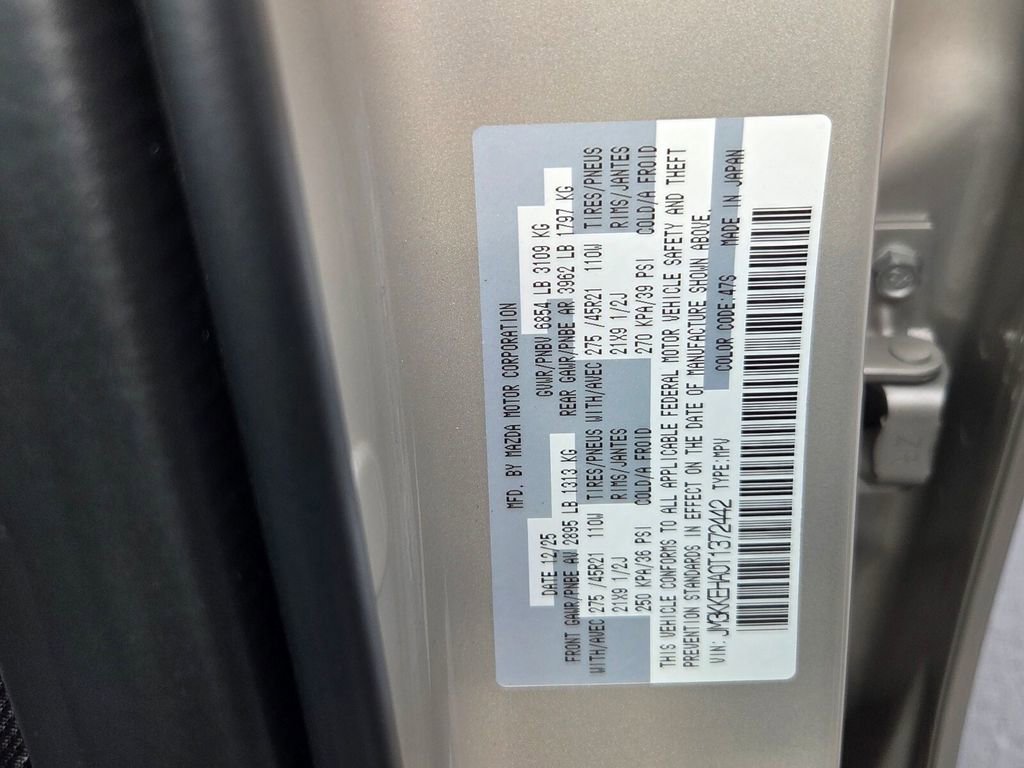 MFD. BY MAZDA MOTOR CORPORATION
DATE 12/25 GVWR/PNBV 6854 LB 3109 KG
FRONT GAWR/PNBE AV 2895 LB 1313 KG REAR GAWR/PNBE AR 3962 LB 1797 KG
WITH/AVEC 275 /45R21 110W TIRES/PNEUS WITH/AVEC 275 /45R21 110W TIRES/PNEUS
21X9 1/2J RIMS/JANTES 21X9 1/2J RIMS/JANTES
250 KPA/36 PSI COLD/A FROID 270 KPA/39 PSI COLD/A FROID
THIS VEHICLE CONFORMS TO ALL APPLICABLE FEDERAL MOTOR VEHICLE SAFETY AND THEFT
PREVENTION STANDARDS IN EFFECT ON THE DATE OF MANUFACTURE SHOWN ABOVE.
VIN: JM3KKEHA0T1372442 TYPE:MPV COLOR CODE:47S MADE IN JAPAN